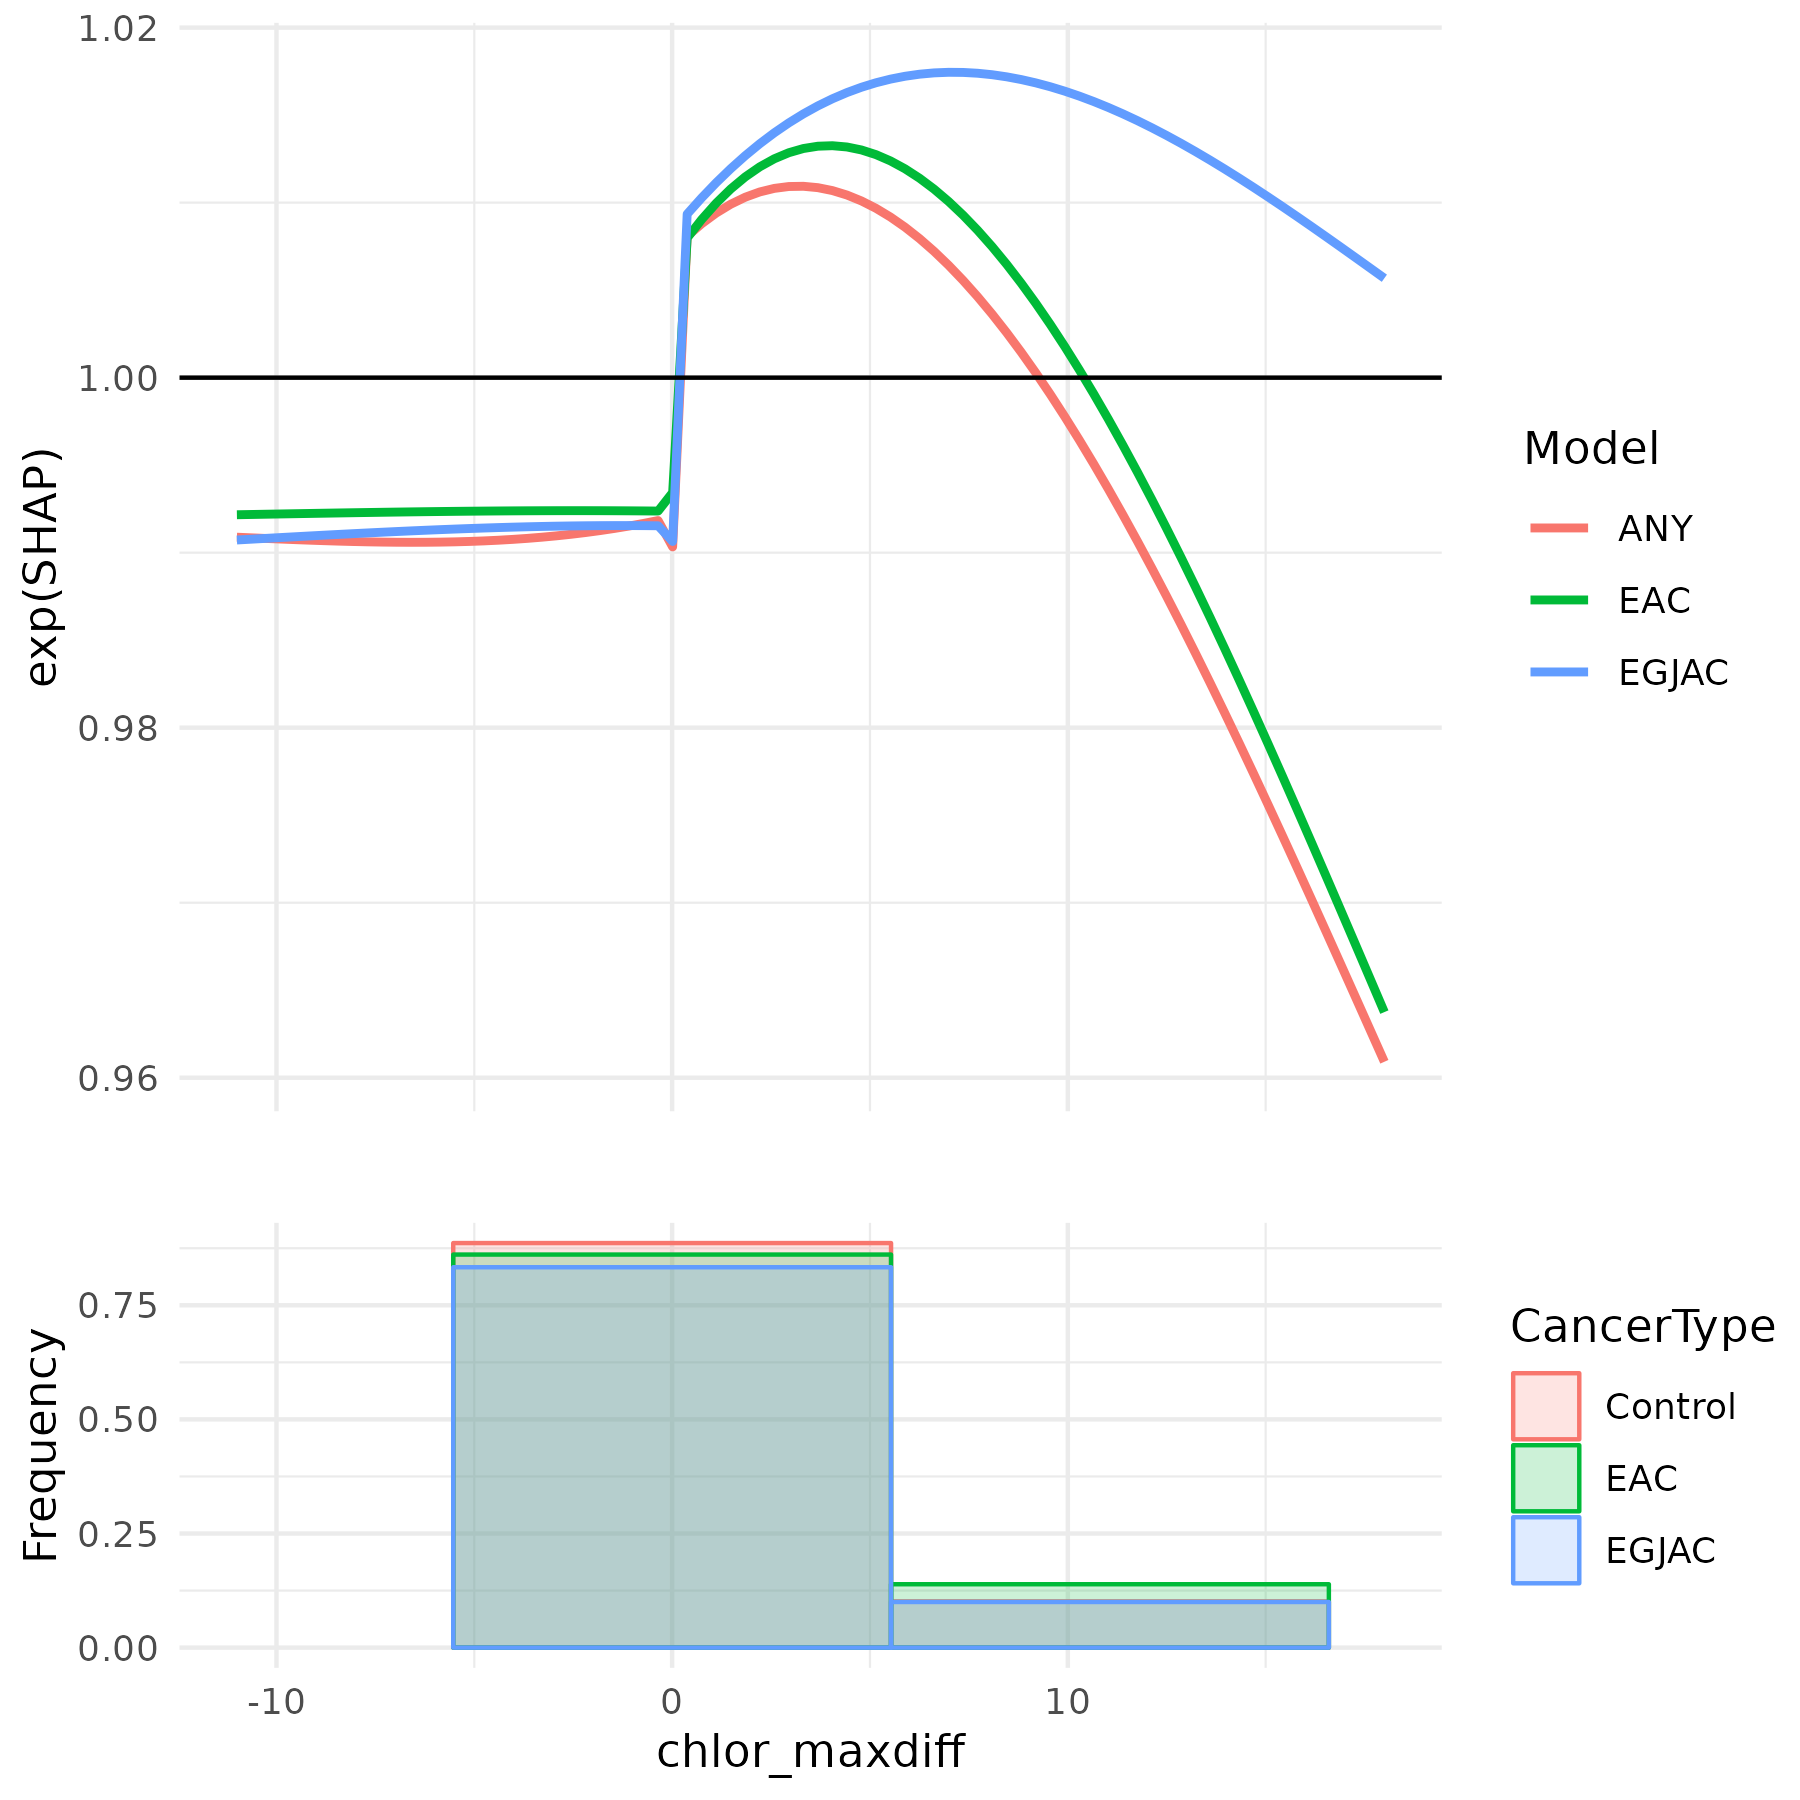 1.02
1.00
0.98
0.96
exp(SHAP)
Model
ANY
EAC
EGJAC
0.75
0.50
0.25
0.00
Frequency
-10
0
10
chlor_maxdiff
CancerType
Control
EAC
EGJAC